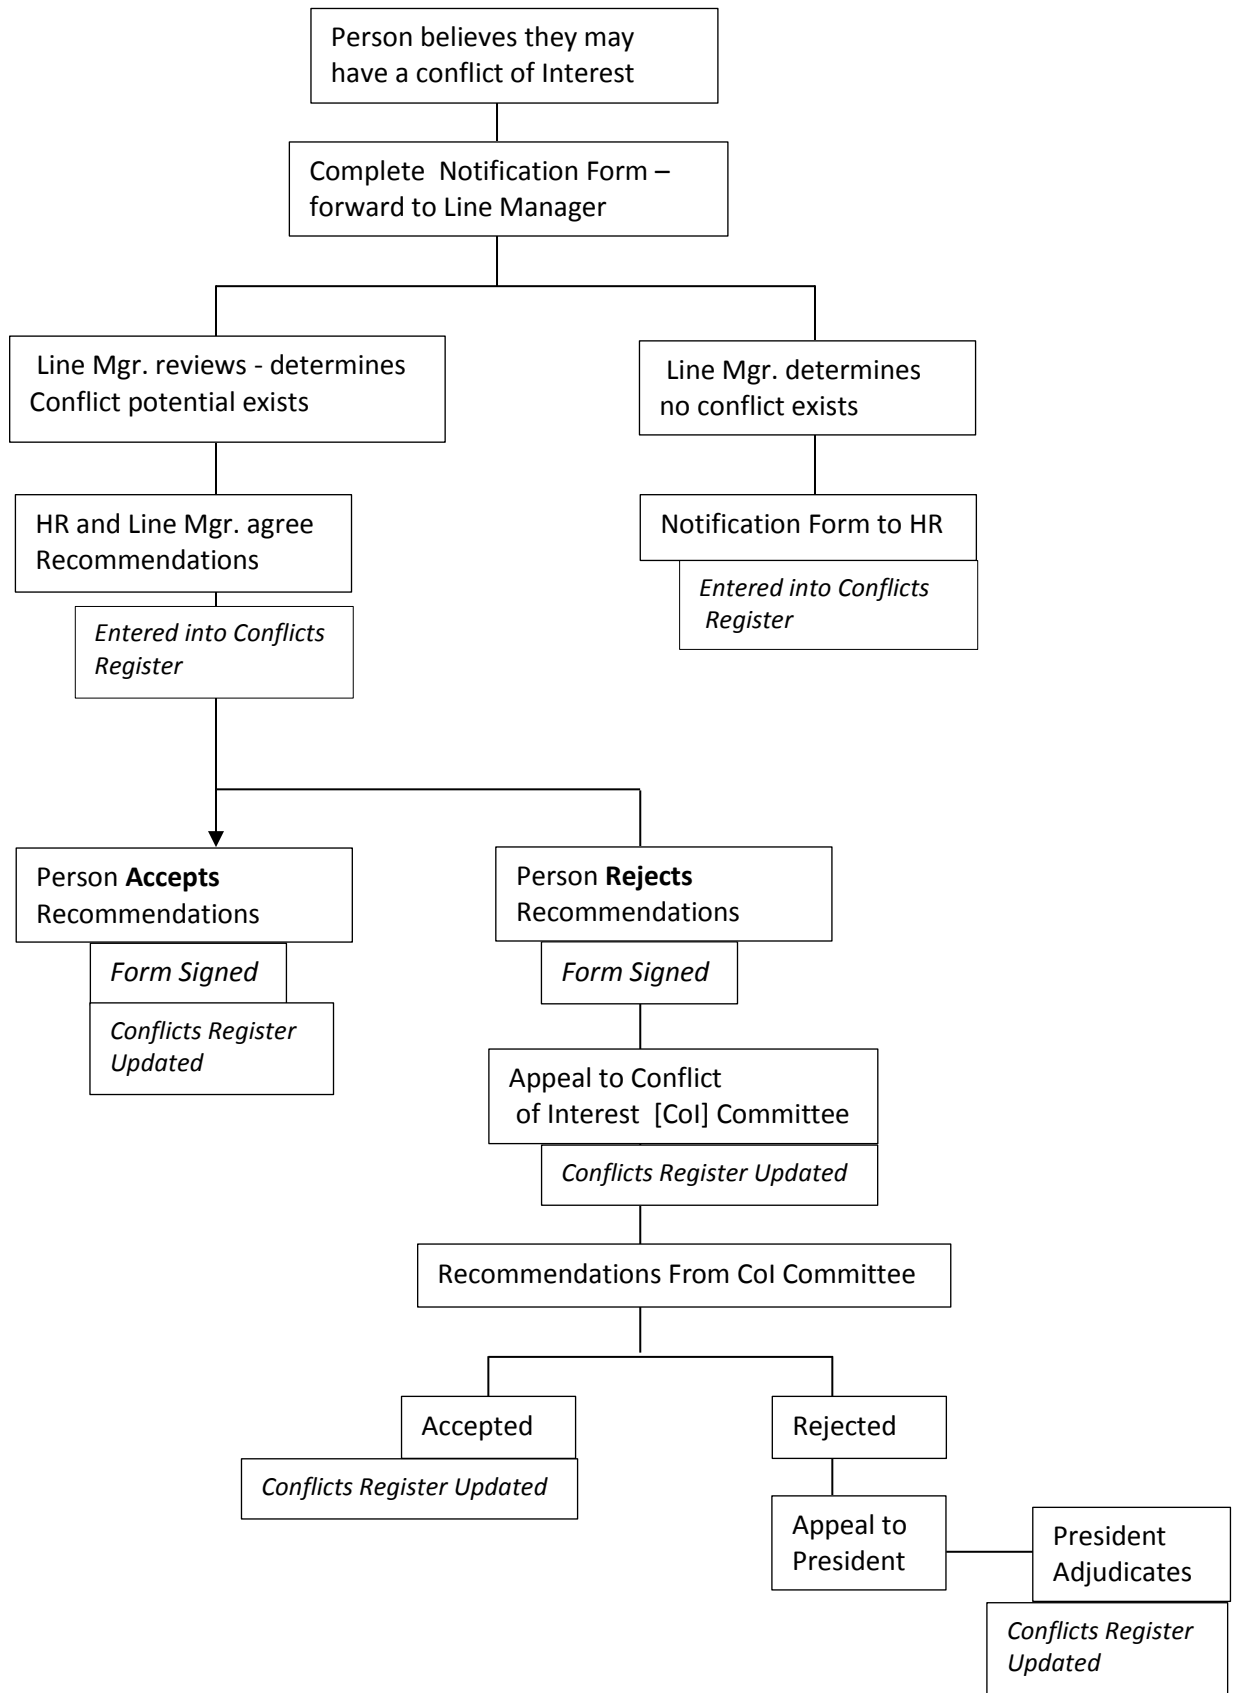 Person believes they may
have a conflict of Interest
Complete  Notification Form –
forward to Line Manager
Line Mgr. reviews - determines
Conflict potential exists
Line Mgr. determines
no conflict exists
HR and Line Mgr. agree
Recommendations
Entered into Conflicts
Register
Notification Form to HR
Entered into Conflicts
Register
Person Accepts
Recommendations
Form Signed
Conflicts Register
Updated
Person Rejects
Recommendations
Form Signed
Appeal to Conflict
of Interest  [CoI] Committee
Conflicts Register Updated
Recommendations From CoI Committee
Accepted
Conflicts Register Updated
Rejected
Appeal to
President
President
Adjudicates
Conflicts Register
Updated